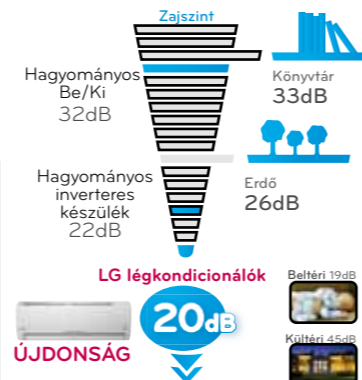 Zajszint
Hagyományos
Be/Ki
32dB
Könyvtár
33dB
Hagyományos
inverteres
készülék
22dB
Erdő
26dB
LG légkondicionálók
20dB
ÚJDONSÁG
Beltéri 19dB
Kültéri 45dB